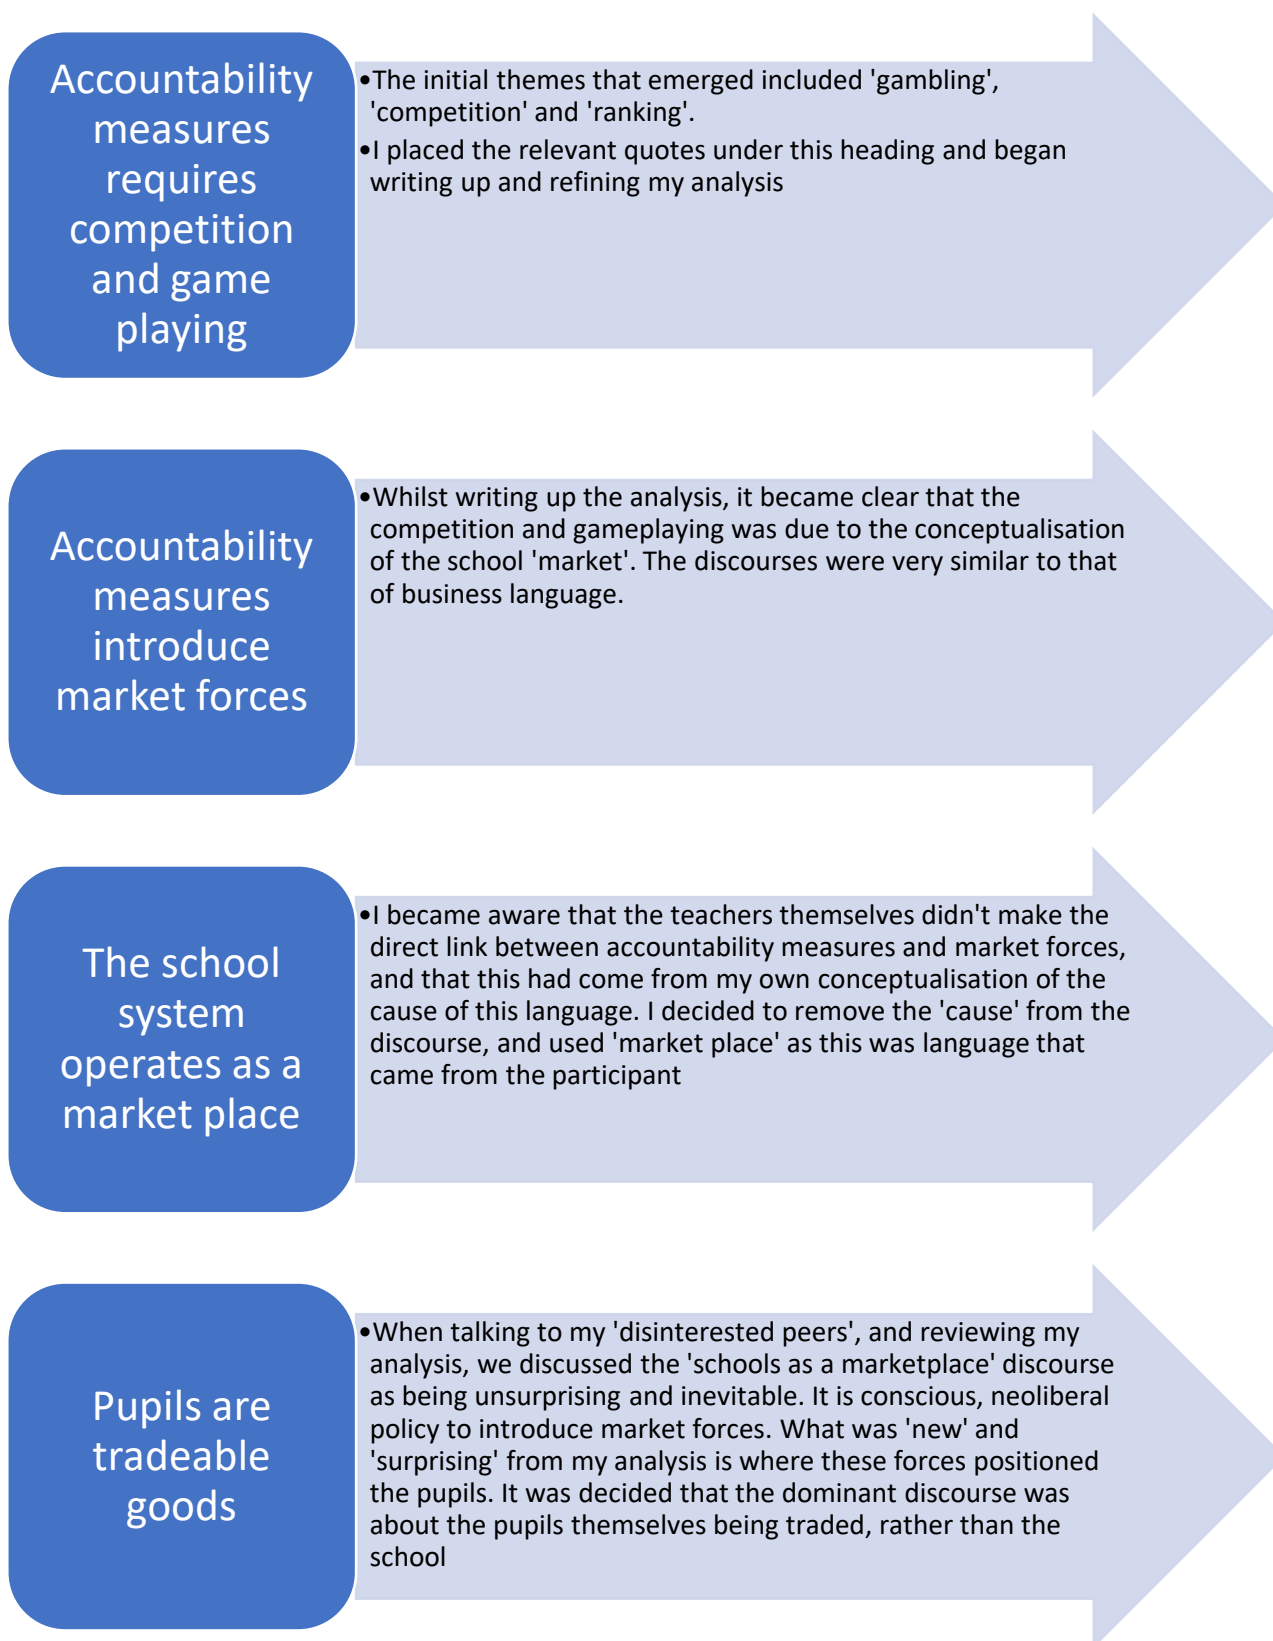 Accountability
measures
requires
competition
and game
playing
•The initial themes that emerged included 'gambling',
'competition' and 'ranking'.
•I placed the relevant quotes under this heading and began
writing up and refining my analysis
Accountability
measures
introduce
market forces
•Whilst writing up the analysis, it became clear that the
competition and gameplaying was due to the conceptualisation
of the school 'market'. The discourses were very similar to that
of business language.
The school
system
operates as a
market place
•I became aware that the teachers themselves didn't make the
direct link between accountability measures and market forces,
and that this had come from my own conceptualisation of the
cause of this language. I decided to remove the 'cause' from the
discourse, and used 'market place' as this was language that
came from the participant
Pupils are
tradeable
goods
•When talking to my 'disinterested peers', and reviewing my
analysis, we discussed the 'schools as a marketplace' discourse
as being unsurprising and inevitable. It is conscious, neoliberal
policy to introduce market forces. What was 'new' and
'surprising' from my analysis is where these forces positioned
the pupils. It was decided that the dominant discourse was
about the pupils themselves being traded, rather than the
school